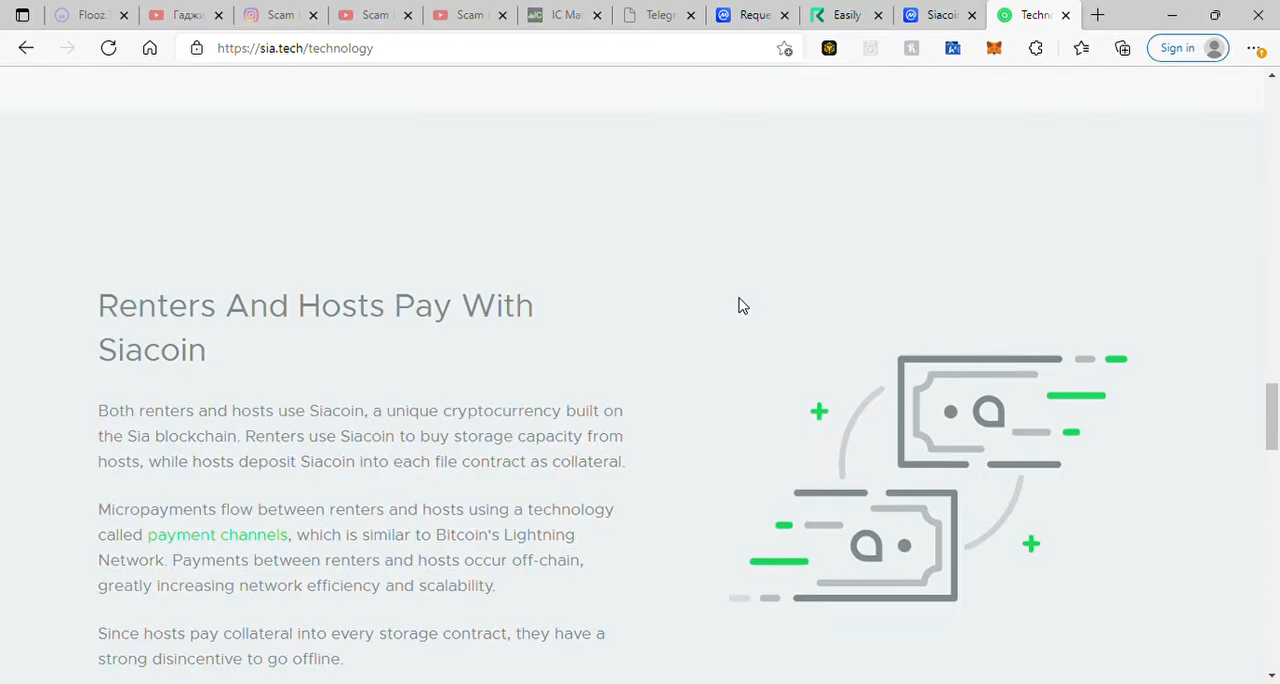 Flooz.
Гаджи
Scam
Scam
Scam
IC Ma
Telegr
Reque
Easily
Siacoi
Techn
https://sia.tech/technology
Sign in
Renters And Hosts Pay With
Siacoin
Both renters and hosts use Siacoin, a unique cryptocurrency built on
the Sia blockchain. Renters use Siacoin to buy storage capacity from
hosts, while hosts deposit Siacoin into each file contract as collateral.
Micropayments flow between renters and hosts using a technology
called payment channels, which is similar to Bitcoin's Lightning
Network. Payments between renters and hosts occur off-chain,
greatly increasing network efficiency and scalability.
Since hosts pay collateral into every storage contract, they have a
strong disincentive to go offline.